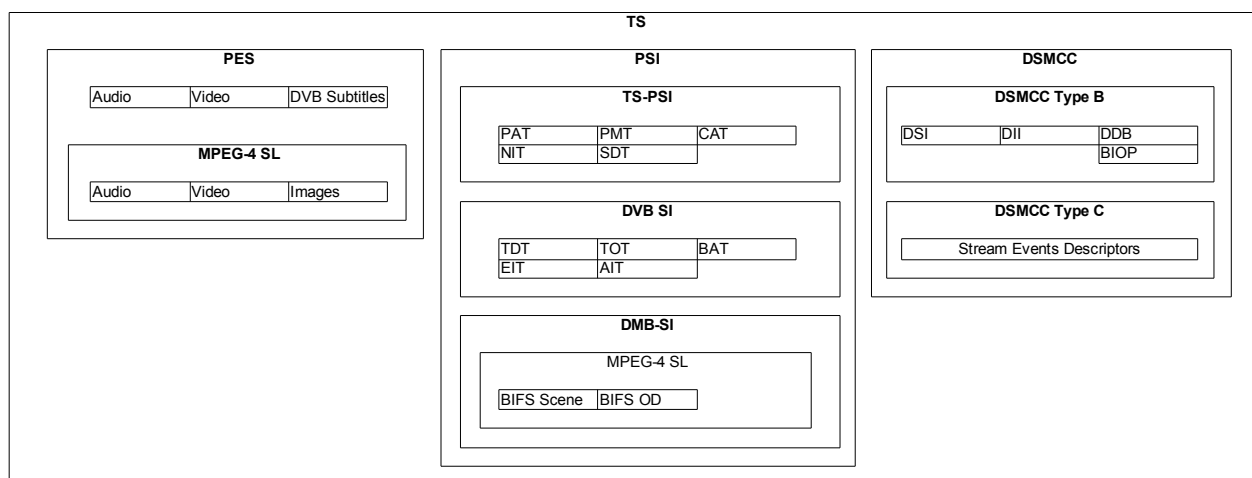 TS
PES
Audio Video DVB Subtitles
MPEG-4 SL
Audio Video Images
PSI
TS-PSI
PAT PMT CAT
NIT SDT
DVB SI
TDT TOT BAT
EIT AIT
DMB-SI
MPEG-4 SL
BIFS Scene BIFS OD
DSMCC
DSMCC Type B
DSI DII DDB
BIOP
DSMCC Type C
Stream Events Descriptors